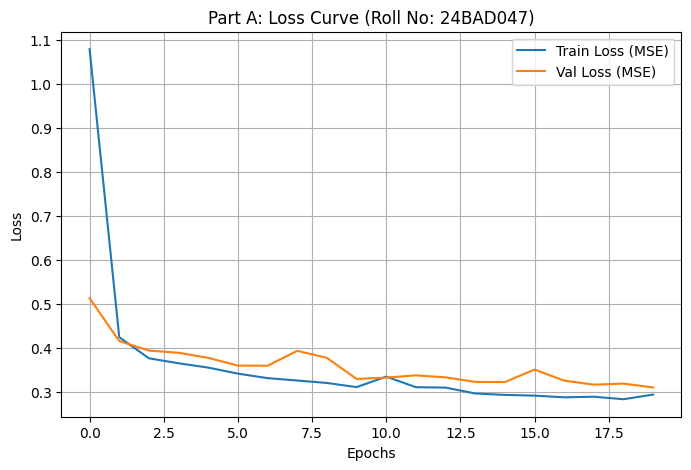 Part A: Loss Curve (Roll No: 24BAD047)
Train Loss (MSE)
Val Loss (MSE)
1.1
1.0
0.9
0.8
0.7
0.6
0.5
0.4
0.3
Loss
0.0 2.5 5.0 7.5 10.0 12.5 15.0 17.5
Epochs